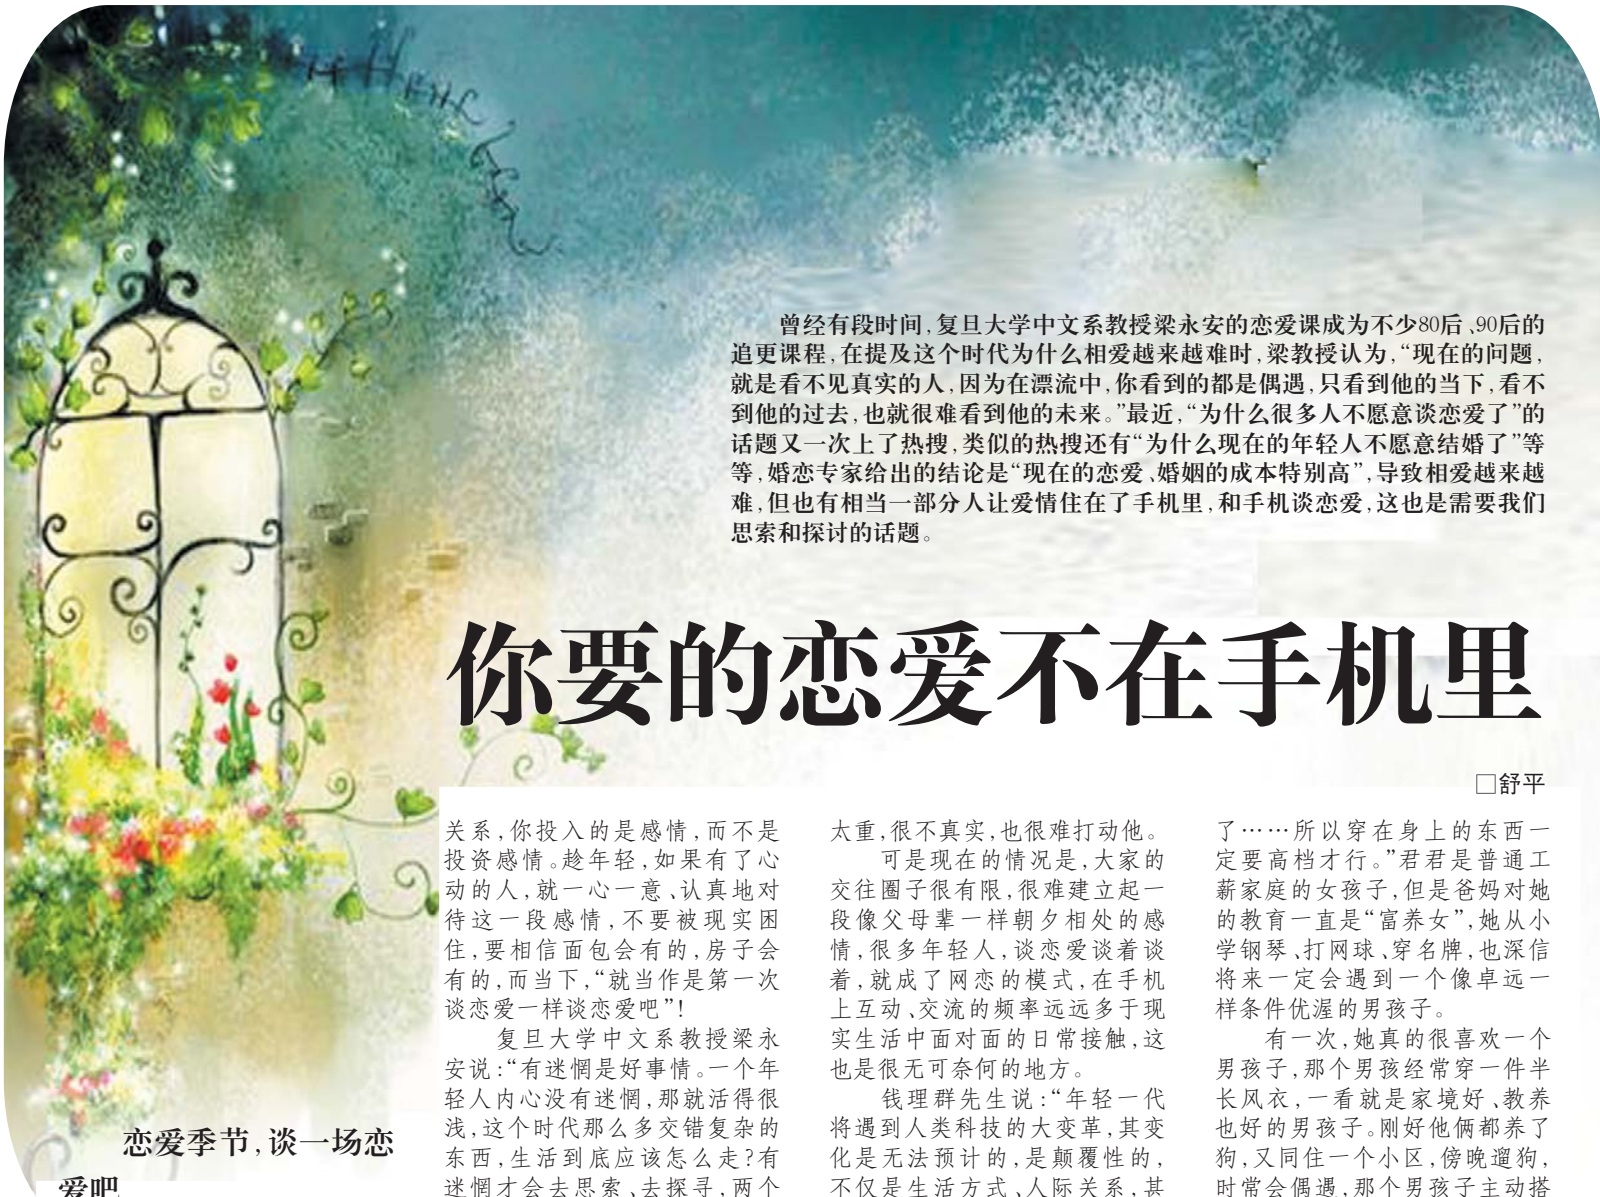 曾经有段时间,复旦大学中文系教授梁永安的恋爱课成为不少80后、90后的
追更课程,在提及这个时代为什么相爱越来越难时,梁教授认为,“现在的问题,
就是看不见真实的人,因为在漂流中,你看到的都是偶遇,只看到他的当下,看不
到他的过去,也就很难看到他的未来。”最近,“为什么很多人不愿意谈恋爱了”的
话题又一次上了热搜,类似的热搜还有“为什么现在的年轻人不愿意结婚了”等
等,婚恋专家给出的结论是“现在的恋爱、婚姻的成本特别高”,导致相爱越来越
难,但也有相当一部分人让爱情住在了手机里,和手机谈恋爱,这也是需要我们
思索和探讨的话题。
你要的恋爱不在手机里
□舒平
恋爱季节,谈一场恋
爱吧
关系,你投入的是感情,而不是
投资感情。趁年轻,如果有了心
动的人,就一心一意、认真地对
待这一段感情,不要被现实困
住,要相信面包会有的,房子会
有的,而当下,“就当作是第一次
谈恋爱一样谈恋爱吧”!
复旦大学中文系教授梁永
安说:“有迷惘是好事情。一个年
轻人内心没有迷惘,那就活得很
浅,这个时代那么多交错复杂的
东西,生活到底应该怎么走?有
迷惘才会去思索、去探寻,两个
太重,很不真实,也很难打动他。
可是现在的情况是,大家的
交往圈子很有限,很难建立起一
段像父母辈一样朝夕相处的感
情,很多年轻人,谈恋爱谈着谈
着,就成了网恋的模式,在手机
上互动、交流的频率远远多于现
实生活中面对面的日常接触,这
也是很无可奈何的地方。
钱理群先生说:“年轻一代
将遇到人类科技的大变革,其变
化是无法预计的,是颠覆性的,
不仅是生活方式、人际关系,甚
了……所以穿在身上的东西一
定要高档才行。”君君是普通工
薪家庭的女孩子,但是爸妈对她
的教育一直是“富养女”,她从小
学钢琴、打网球、穿名牌,也深信
将来一定会遇到一个像卓远一
样条件优渥的男孩子。
有一次,她真的很喜欢一个
男孩子,那个男孩经常穿一件半
长风衣,一看就是家境好、教养
也好的男孩子。刚好他俩都养了
狗,又同住一个小区,傍晚遛狗,
时常会偶遇,那个男孩子主动搭